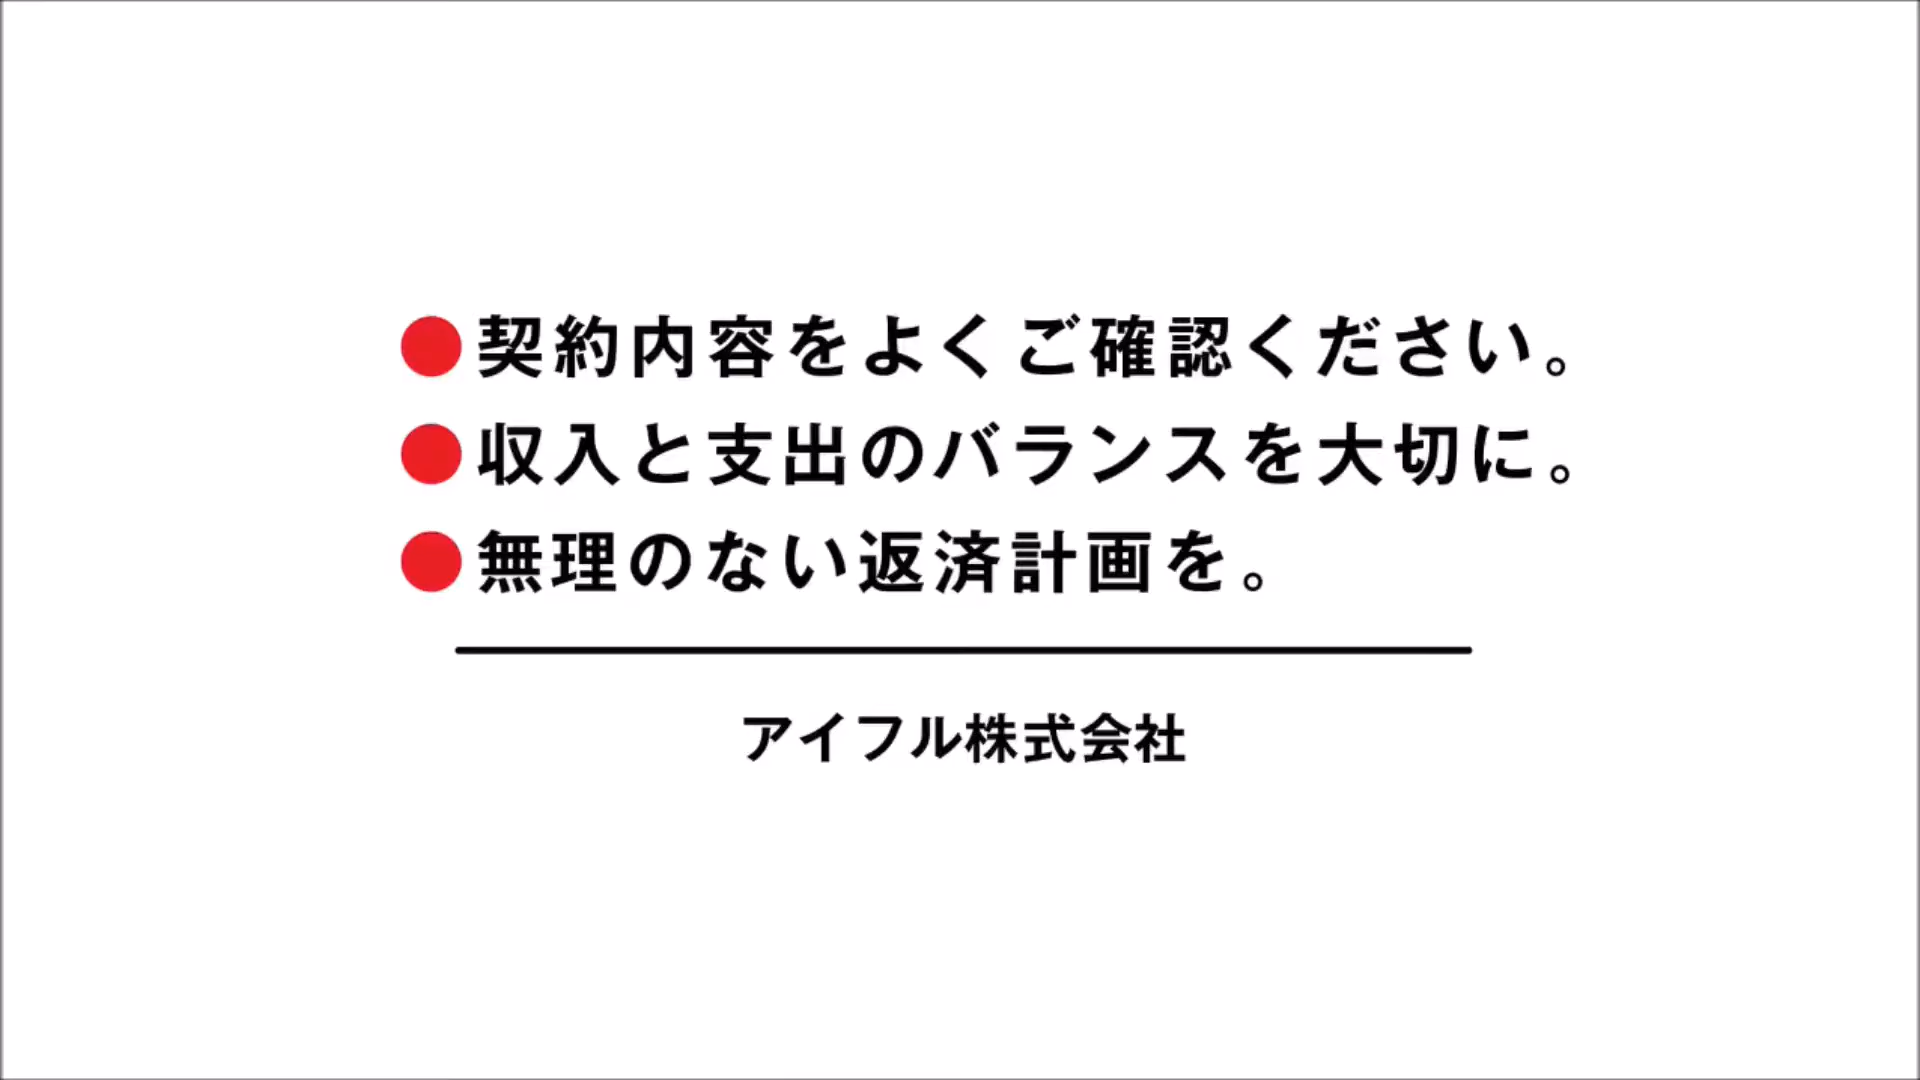 ●契約内容をよくご確認ください。
●収入と支出のバランスを大切に。
●無理のない返済計画を。
アイフル株式会社